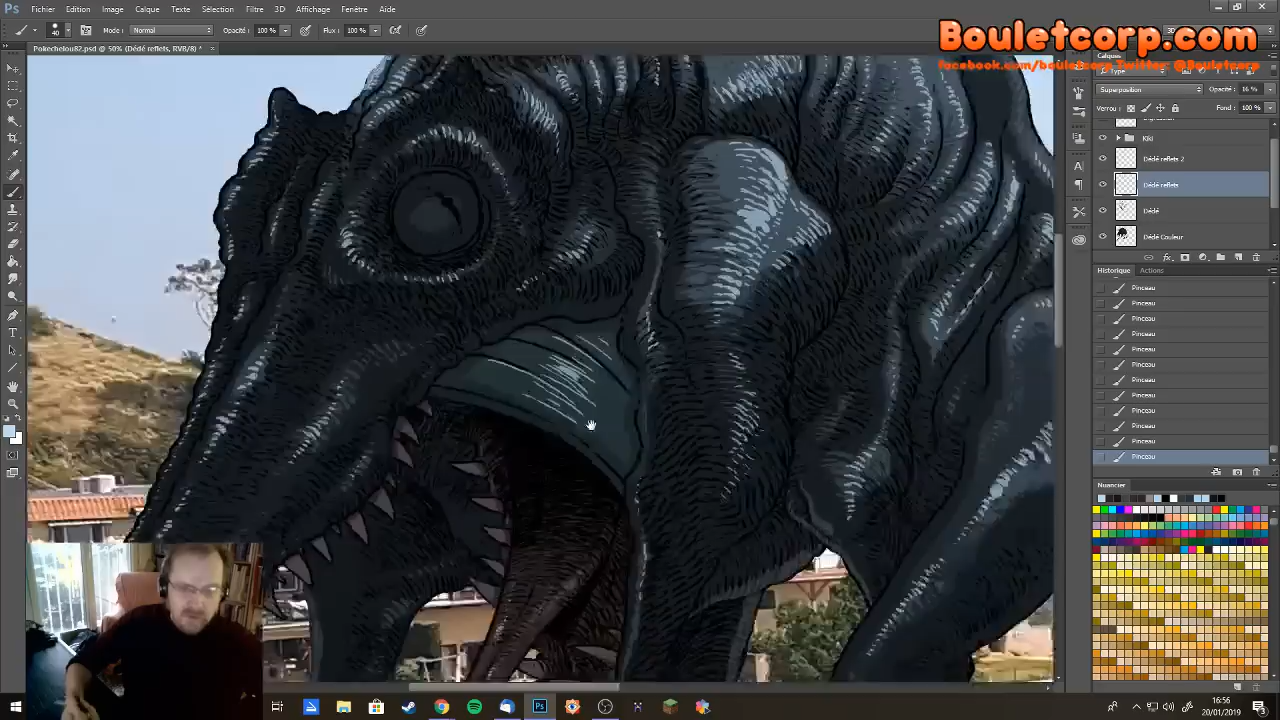 Ps Fichier Edition Image Calque Texte Sélection Filtre 3D Affichage Fenêtre Aide
40 Mode : Normal Opacité : 100 % Flux : 100 %
Pokechelou82.psd @ 50% (Dédé reflets, RVB/8) *
Bouletcorp.com
facebook.com/bouletcorp Twitter: @Bouletcorp
3D
Calques
Type
Superposition Opacité : 16 %
Verrou : Fond : 100 %
Kiki
Dédé reflets 2
Dédé reflets
Dédé
Dédé Couleur
Historique Actions
Pinceau
Pinceau
Pinceau
Pinceau
Pinceau
Pinceau
Pinceau
Pinceau
Pinceau
Pinceau
Pinceau
Pinceau
Nuancier
16:56
20/01/2019